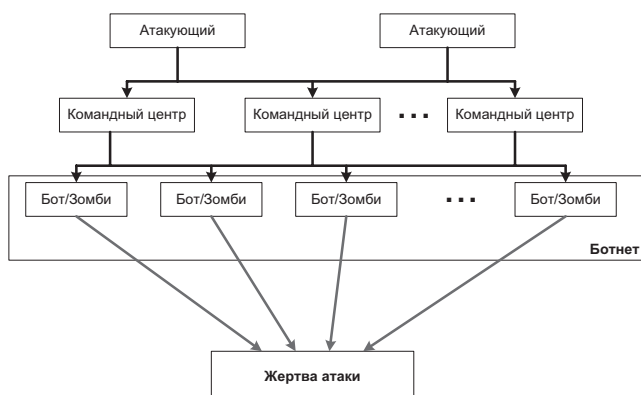 Атакующий Атакующий
Командный центр Командный центр ... Командный центр
Бот/Зомби Бот/Зомби Бот/Зомби ... Бот/Зомби
Ботнет
Жертва атаки